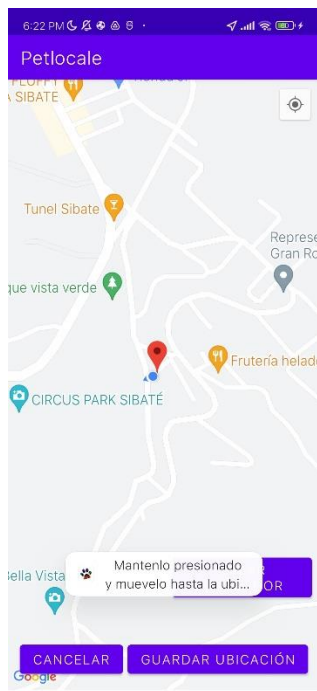 6:22 PM
Petlocale
FLUFFY
SIBATE
Tunel Sibate
Represe
Gran Ro
que vista verde
Frutería helad
CIRCUS PARK SIBATÉ
Mantenlo presionado
y muevelo hasta la ubi...
OR
Bella Vista
CANCELAR
GUARDAR UBICACIÓN
Google